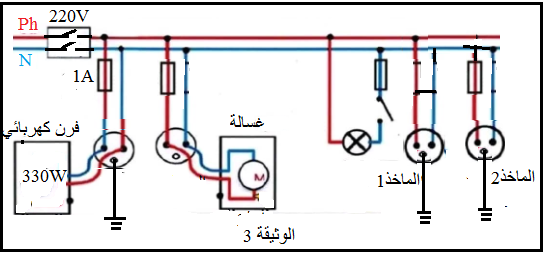 220V
Ph
N
1A
غسالة
فرن كهربائي
330W
M
الماخذ1
الماخذ2
الوثيقة 3